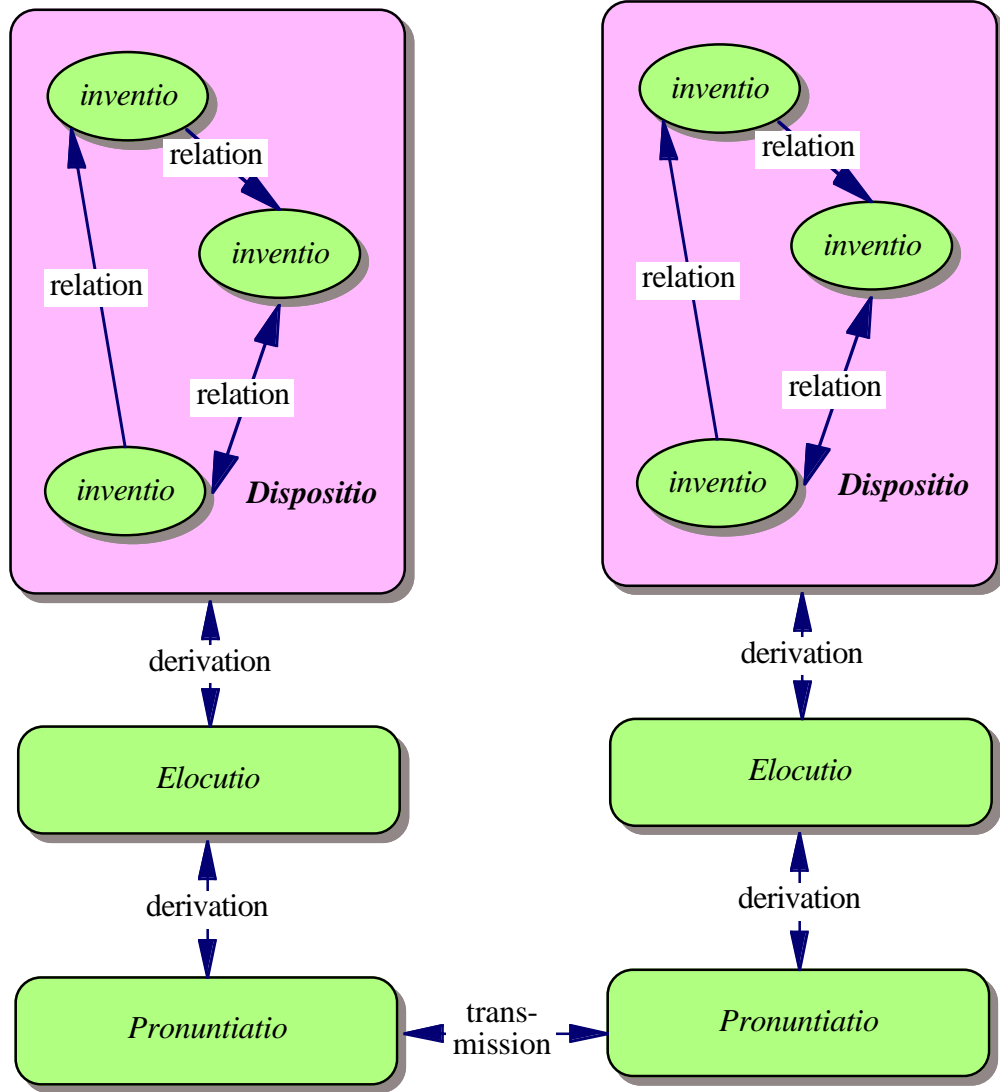 inventio
relation
inventio
relation
relation
inventio
Dispositio
derivation
Elocutio
derivation
Pronuntiatio
trans-
mission
inventio
relation
inventio
relation
relation
inventio
Dispositio
derivation
Elocutio
derivation
Pronuntiatio